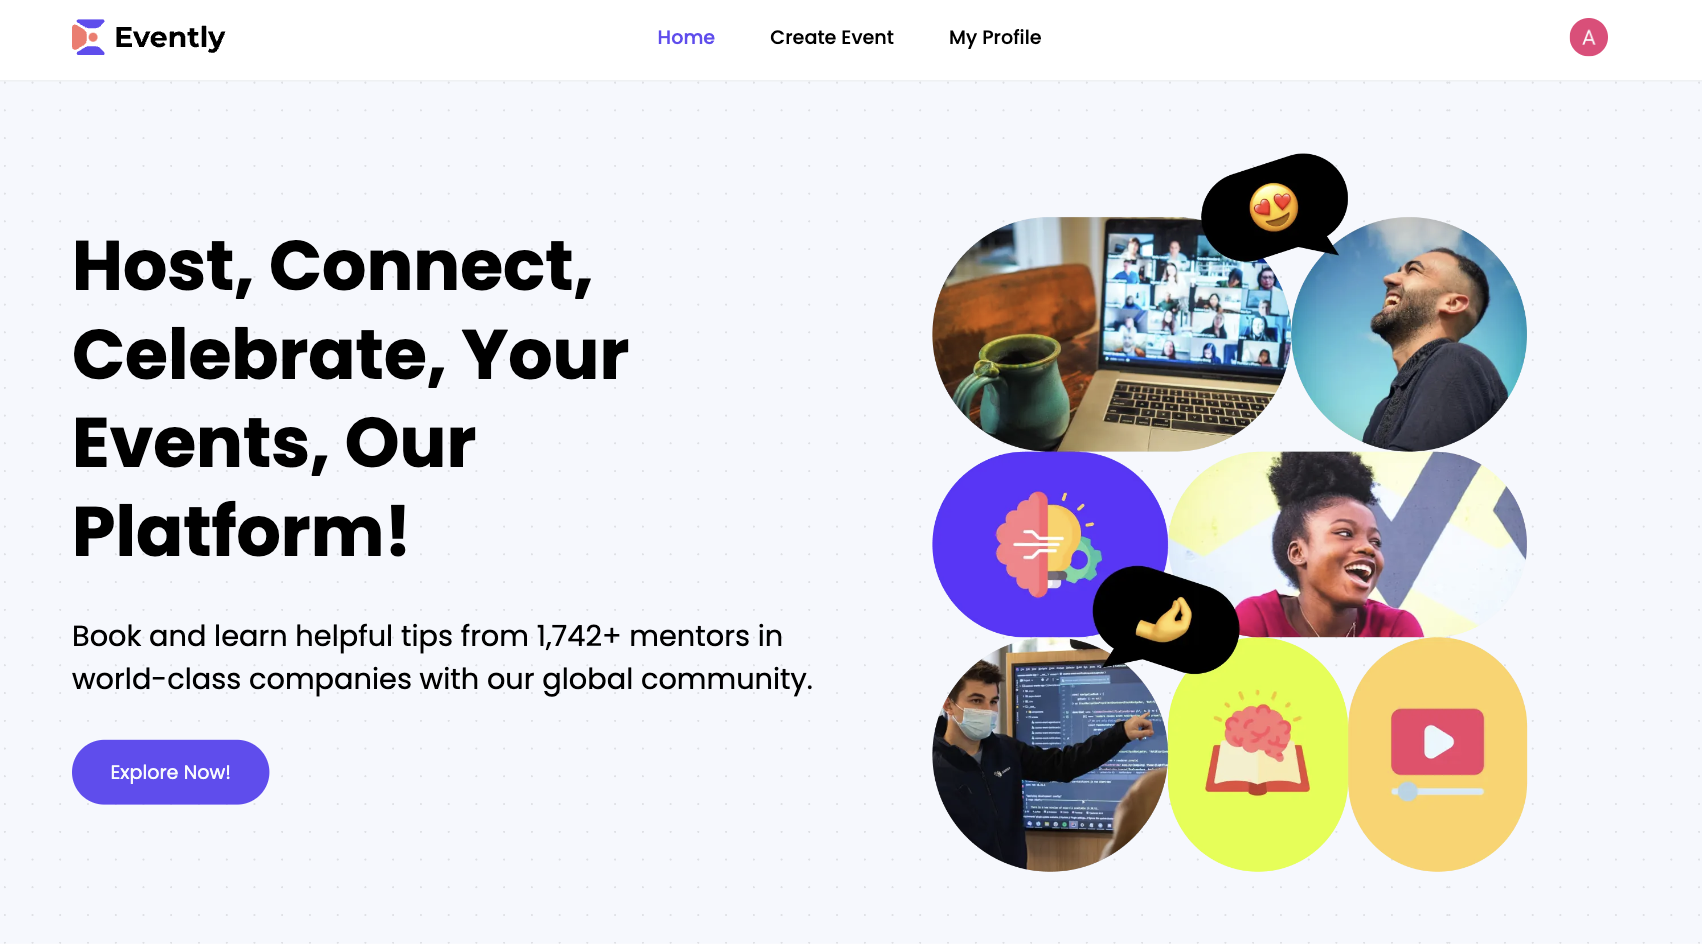 Evently
Home
Create Event
My Profile
A
Host, Connect,
Celebrate, Your
Events, Our
Platform!
Book and learn helpful tips from 1,742+ mentors in
world-class companies with our global community.
Explore Now!